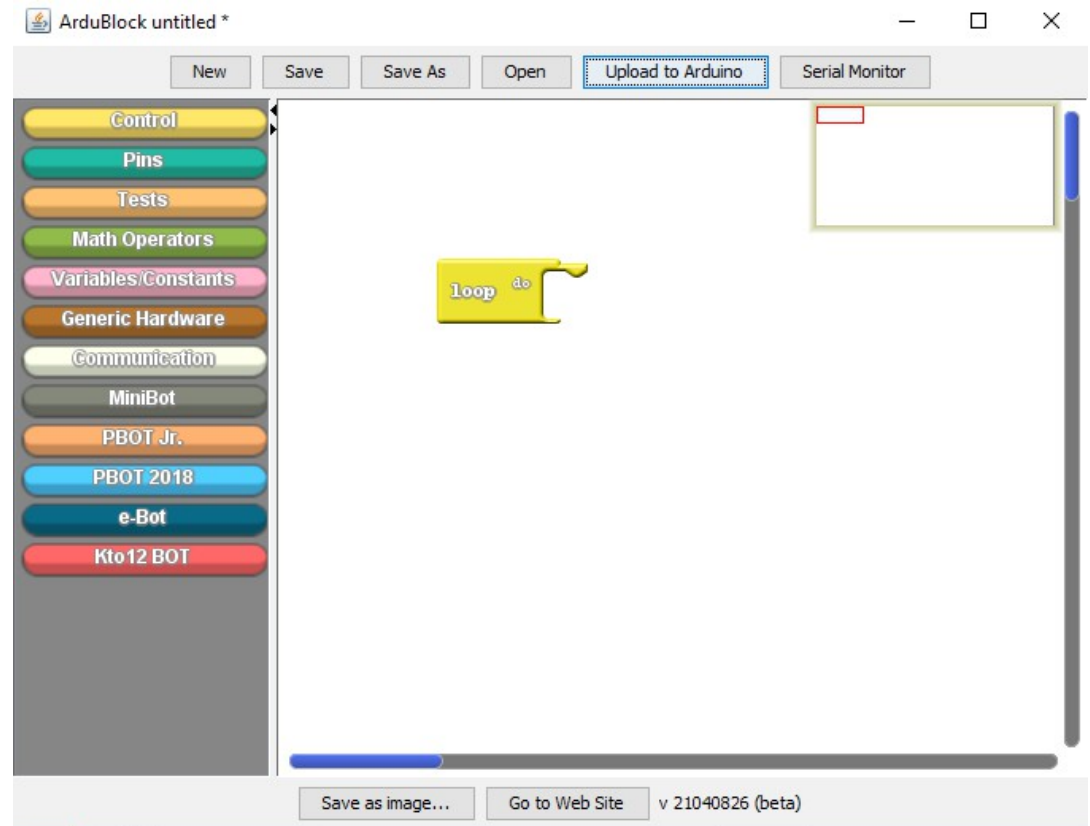 ArduBlock untitled *
New Save Save As Open Upload to Arduino Serial Monitor
Control
Pins
Tests
Math Operators
Variables/Constants
Generic Hardware
Communication
MiniBot
PBOT Jr.
PBOT 2018
e-Bot
Kto12 BOT
loop do
Save as image... Go to Web Site v 21040826 (beta)